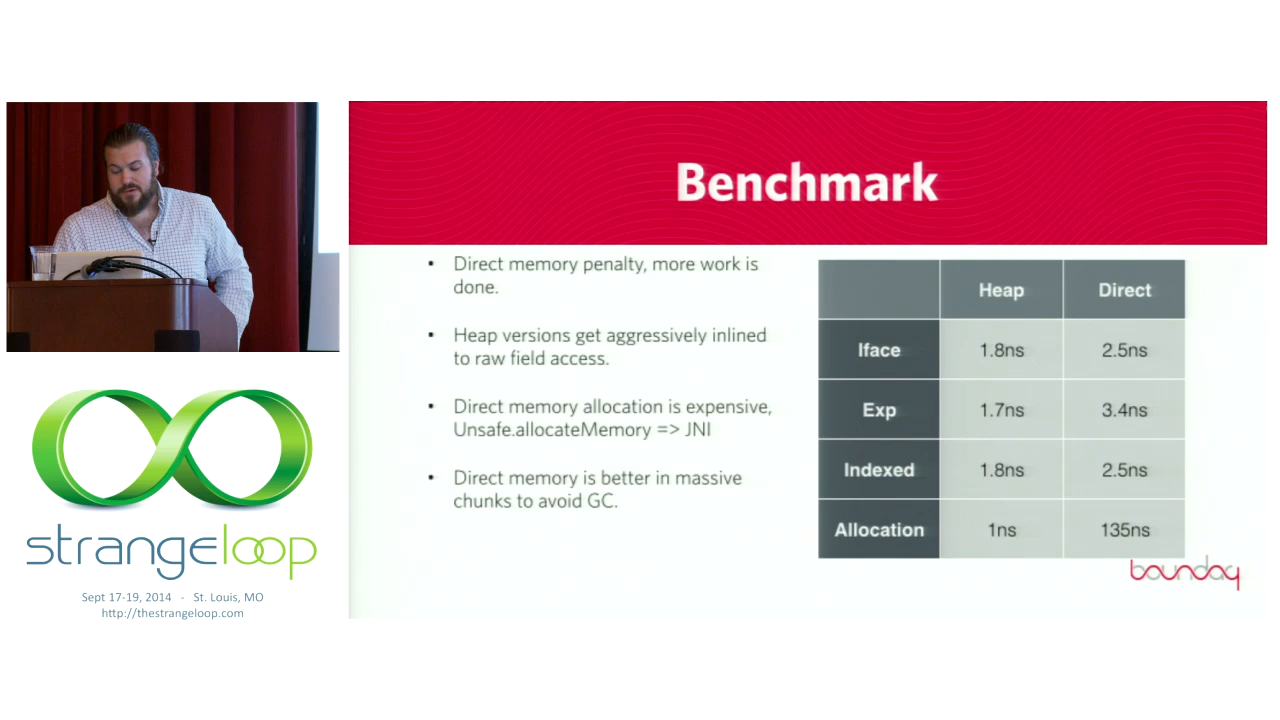 Benchmark
• Direct memory penalty, more work is
done.
• Heap versions get aggressively inlined
to raw field access.
• Direct memory allocation is expensive,
Unsafe.allocateMemory => JNI
• Direct memory is better in massive
chunks to avoid GC.
Heap Direct
Iface 1.8ns 2.5ns
Exp 1.7ns 3.4ns
Indexed 1.8ns 2.5ns
Allocation 1ns 135ns
boundary
strangeloop
Sept 17-19, 2014 - St. Louis, MO
http://thestrangeloop.com